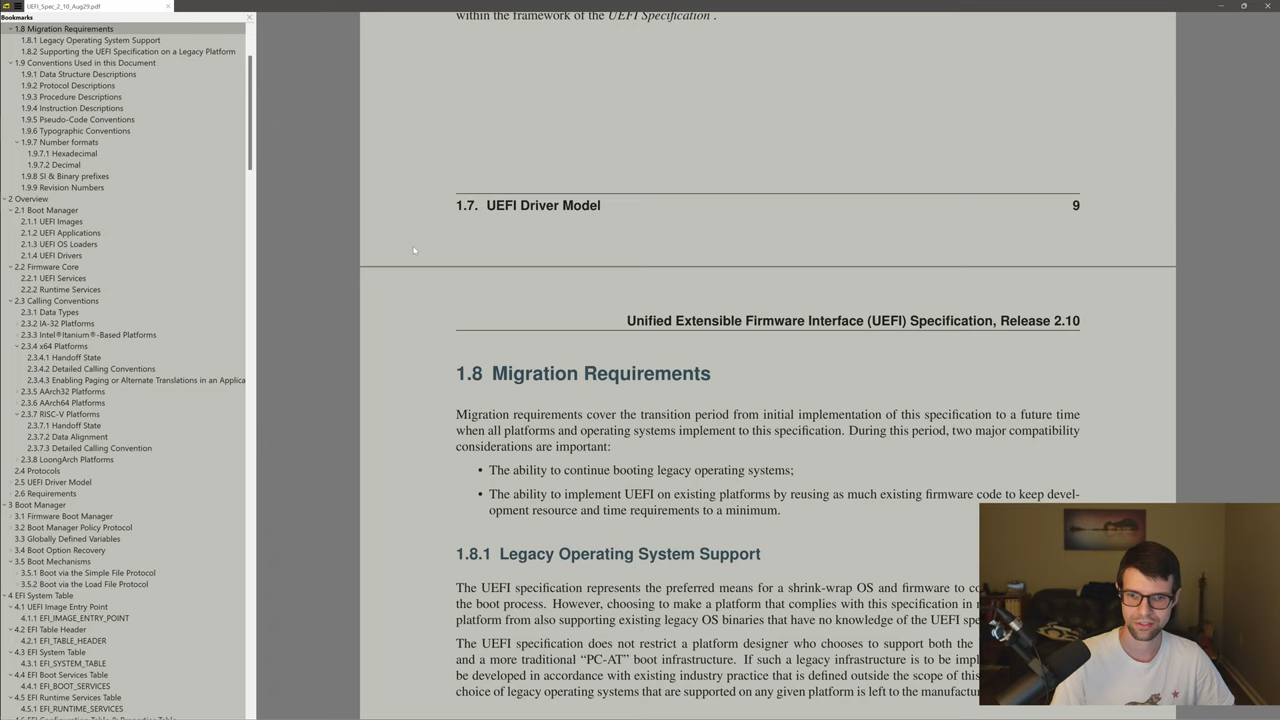 UEFI_Spec_2_10_Aug29.pdf
Bookmarks
1.8 Migration Requirements
1.8.1 Legacy Operating System Support
1.8.2 Supporting the UEFI Specification on a Legacy Platform
1.9 Conventions Used in this Document
1.9.1 Data Structure Descriptions
1.9.2 Protocol Descriptions
1.9.3 Procedure Descriptions
1.9.4 Instruction Descriptions
1.9.5 Pseudo-Code Conventions
1.9.6 Typographic Conventions
1.9.7 Number formats
1.9.7.1 Hexadecimal
1.9.7.2 Decimal
1.9.8 SI & Binary prefixes
1.9.9 Revision Numbers
2 Overview
2.1 Boot Manager
2.1.1 UEFI Images
2.1.2 UEFI Applications
2.1.3 UEFI OS Loaders
2.1.4 UEFI Drivers
2.2 Firmware Core
2.2.1 UEFI Services
2.2.2 Runtime Services
2.3 Calling Conventions
2.3.1 Data Types
2.3.2 IA-32 Platforms
2.3.3 Intel®Itanium®-Based Platforms
2.3.4 x64 Platforms
2.3.4.1 Handoff State
2.3.4.2 Detailed Calling Conventions
2.3.4.3 Enabling Paging or Alternate Translations in an Applica
2.3.5 AArch32 Platforms
2.3.6 AArch64 Platforms
2.3.7 RISC-V Platforms
2.3.7.1 Handoff State
2.3.7.2 Data Alignment
2.3.7.3 Detailed Calling Convention
2.3.8 LoongArch Platforms
2.4 Protocols
2.5 UEFI Driver Model
2.6 Requirements
3 Boot Manager
3.1 Firmware Boot Manager
3.2 Boot Manager Policy Protocol
3.3 Globally Defined Variables
3.4 Boot Option Recovery
3.5 Boot Mechanisms
3.5.1 Boot via the Simple File Protocol
3.5.2 Boot via the Load File Protocol
4 EFI System Table
4.1 UEFI Image Entry Point
4.1.1 EFI_IMAGE_ENTRY_POINT
4.2 EFI Table Header
4.2.1 EFI_TABLE_HEADER
4.3 EFI System Table
4.3.1 EFI_SYSTEM_TABLE
4.4 EFI Boot Services Table
4.4.1 EFI_BOOT_SERVICES
4.5 EFI Runtime Services Table
4.5.1 EFI_RUNTIME_SERVICES
within the framework of the UEFI Specification .
1.7. UEFI Driver Model 9
Unified Extensible Firmware Interface (UEFI) Specification, Release 2.10
1.8 Migration Requirements
Migration requirements cover the transition period from initial implementation of this specification to a future time
when all platforms and operating systems implement to this specification. During this period, two major compatibility
considerations are important:
• The ability to continue booting legacy operating systems;
• The ability to implement UEFI on existing platforms by reusing as much existing firmware code to keep devel-
opment resource and time requirements to a minimum.
1.8.1 Legacy Operating System Support
The UEFI specification represents the preferred means for a shrink-wrap OS and firmware to co
the boot process. However, choosing to make a platform that complies with this specification in
platform from also supporting existing legacy OS binaries that have no knowledge of the UEFI spe
The UEFI specification does not restrict a platform designer who chooses to support both the
and a more traditional “PC-AT” boot infrastructure. If such a legacy infrastructure is to be impl
be developed in accordance with existing industry practice that is defined outside the scope of this
choice of legacy operating systems that are supported on any given platform is left to the manufactu